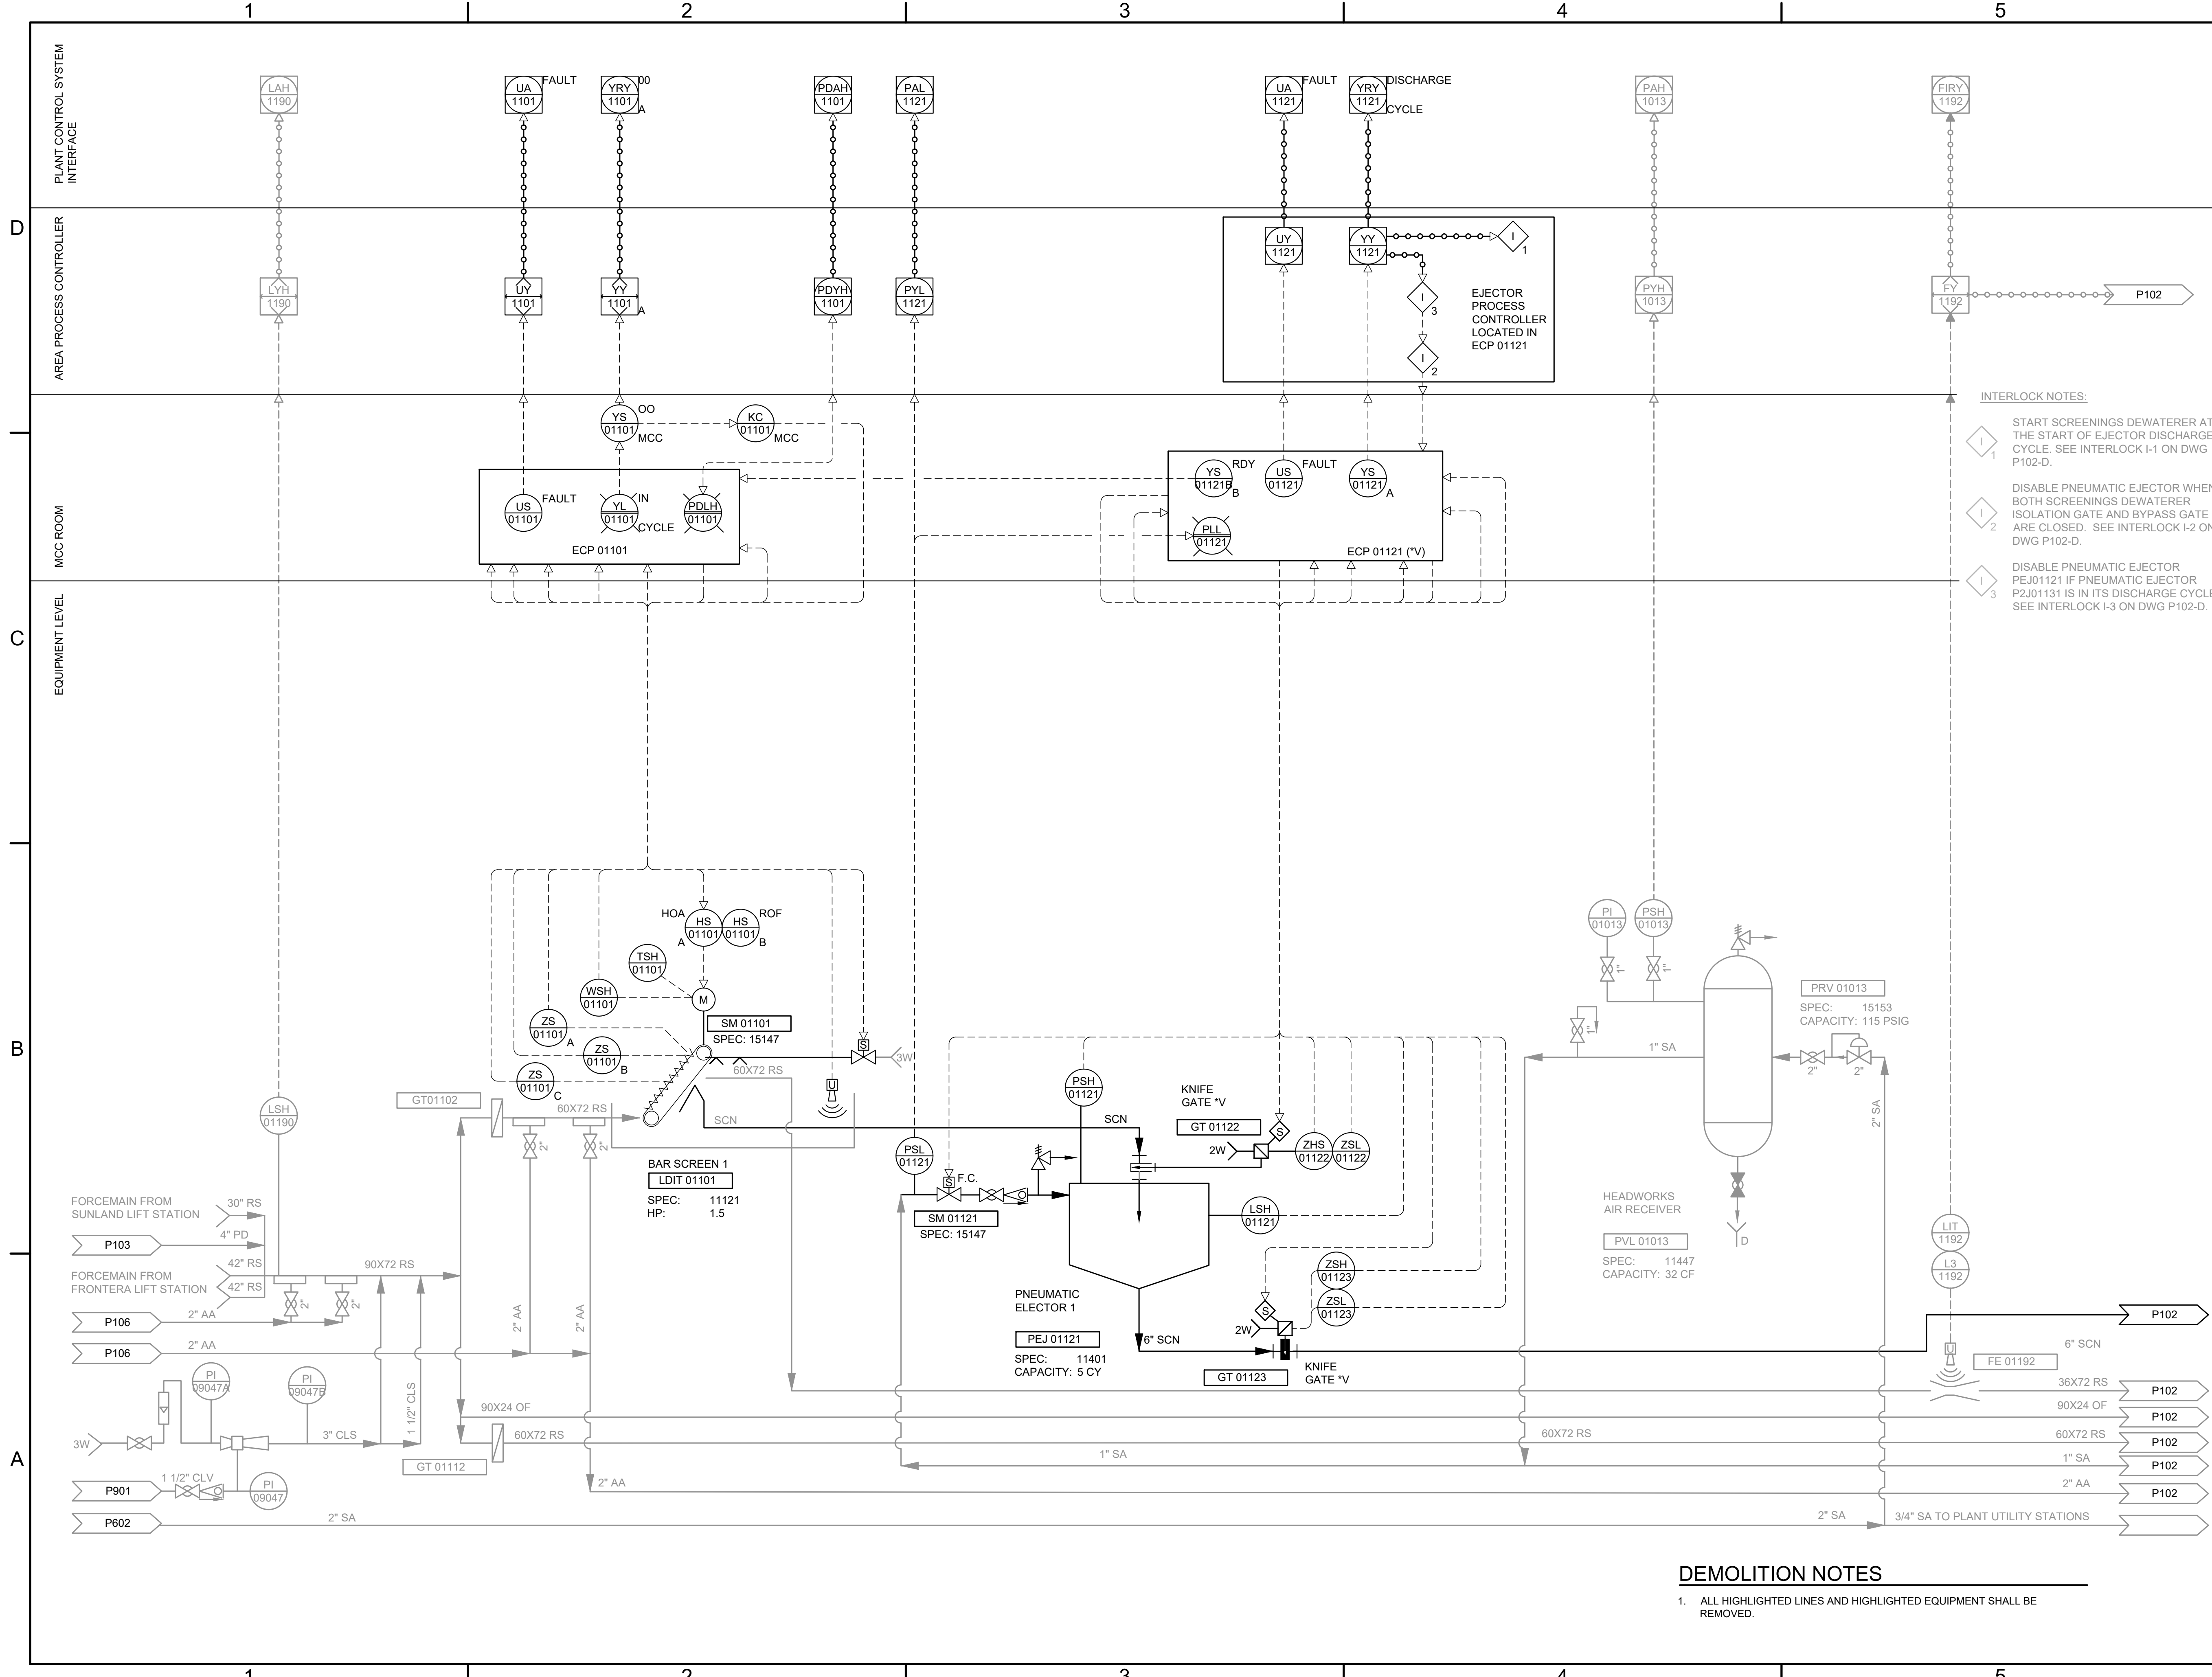 1
2
3
4
5
D
C
B
A
PLANT CONTROL SYSTEM
INTERFACE
AREA PROCESS CONTROLLER
MCC ROOM
EQUIPMENT LEVEL
LAH
1190
UA
1101
FAULT
YRY
1101
00
A
PDAH
1101
PAL
1121
UA
1121
FAULT
YRY
1121
DISCHARGE
CYCLE
PAH
1013
FIRY
1192
LYH
1190
UY
1101
YY
1101
A
PDYH
1101
PYL
1121
UY
1121
YY
1121
I
1
I
3
I
2
EJECTOR
PROCESS
CONTROLLER
LOCATED IN
ECP 01121
PYH
1013
FY
1192
P102
YS
01101
OO
MCC
KC
01101
MCC
US
01101
FAULT
YL
01101
IN
CYCLE
PDLH
01101
ECP 01101
YS
01121B
RDY
B
US
01121
FAULT
YS
01121
A
PLL
01121
ECP 01121 (*V)
INTERLOCK NOTES:
I
1
START SCREENINGS DEWATERER AT
THE START OF EJECTOR DISCHARGE
CYCLE. SEE INTERLOCK I-1 ON DWG
P102-D.
I
2
DISABLE PNEUMATIC EJECTOR WHEN
BOTH SCREENINGS DEWATERER
ISOLATION GATE AND BYPASS GATE
ARE CLOSED. SEE INTERLOCK I-2 ON
DWG P102-D.
I
3
DISABLE PNEUMATIC EJECTOR
PEJ01121 IF PNEUMATIC EJECTOR
P2J01131 IS IN ITS DISCHARGE CYCLE
SEE INTERLOCK I-3 ON DWG P102-D.
HOA
HS
01101
A
HS
01101
ROF
B
TSH
01101
WSH
01101
M
ZS
01101
A
ZS
01101
B
ZS
01101
C
SM 01101
SPEC: 15147
S
3W
U
60X72 RS
GT01102
60X72 RS
2"
2"
SCN
SCN
BAR SCREEN 1
LDIT 01101
SPEC: 11121
HP: 1.5
LSH
01190
PSH
01121
PSL
01121
S
F.C.
SM 01121
SPEC: 15147
KNIFE
GATE *V
GT 01122
2W
S
ZHS
01122
ZSL
01122
LSH
01121
ZSH
01123
ZSL
01123
S
2W
PNEUMATIC
ELECTOR 1
PEJ 01121
SPEC: 11401
CAPACITY: 5 CY
6" SCN
GT 01123
KNIFE
GATE *V
PI
01013
PSH
01013
1"
1"
1"
1" SA
PRV 01013
SPEC: 15153
CAPACITY: 115 PSIG
2"
2"
2" SA
HEADWORKS
AIR RECEIVER
PVL 01013
SPEC: 11447
CAPACITY: 32 CF
D
LIT
1192
L3
1192
U
FE 01192
FORCEMAIN FROM
SUNLAND LIFT STATION
30" RS
P103
4" PD
FORCEMAIN FROM
FRONTERA LIFT STATION
42" RS
42" RS
90X72 RS
2"
2"
P106
2" AA
P106
2" AA
2" AA
2" AA
PI
09047A
PI
09047B
3W
3" CLS
1 1/2" CLS
GT 01112
P901
1 1/2" CLV
PI
09047
P602
2" SA
90X24 OF
60X72 RS
2" AA
1" SA
60X72 RS
2" SA
P102
6" SCN
36X72 RS
P102
90X24 OF
P102
60X72 RS
P102
1" SA
P102
2" AA
P102
3/4" SA TO PLANT UTILITY STATIONS
DEMOLITION NOTES
1. ALL HIGHLIGHTED LINES AND HIGHLIGHTED EQUIPMENT SHALL BE
REMOVED.
1
2
3
4
5